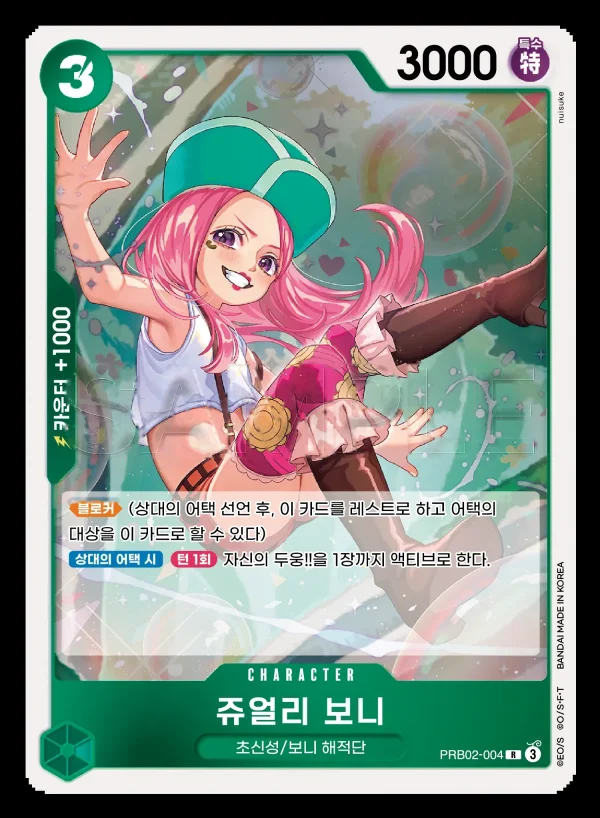 3
3000
특수
特
nuisuke
카운터 +1000
SAMPLE
블로커 (상대의 어택 선언 후, 이 카드를 레스트로 하고 어택의
대상을 이 카드로 할 수 있다)
상대의 어택 시 턴 1회 자신의 두웅!!을 1장까지 액티브로 한다.
CHARACTER
쥬얼리 보니
초신성/보니 해적단
PRB02-004 R 3
©EO/S ©O/S·F·T BANDAI MADE IN KOREA